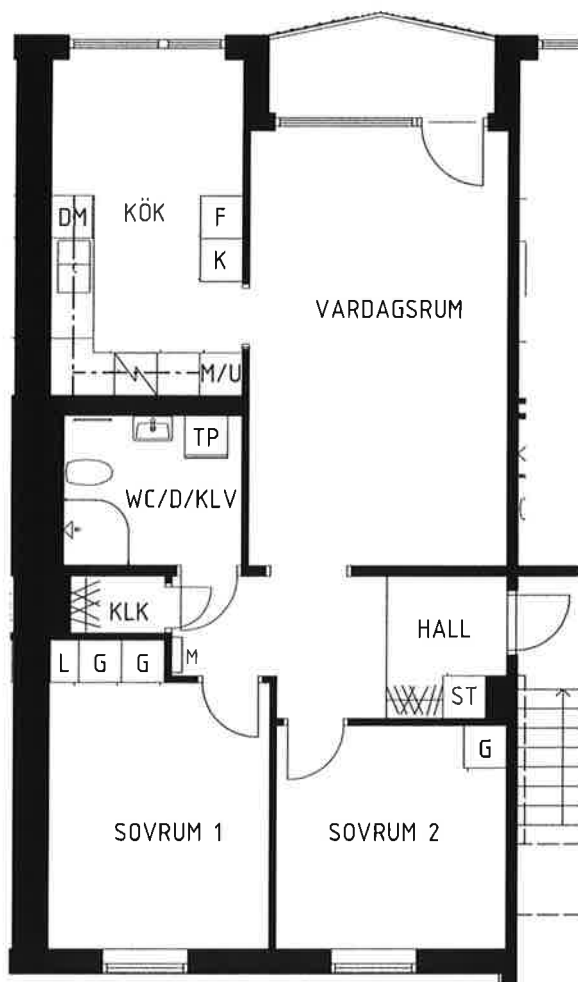 DM
KÖK
F
K
VARDAGSRUM
M/U
TP
WC/D/KLV
KLK
HALL
M
L G G
ST
G
SOVRUM 1
SOVRUM 2